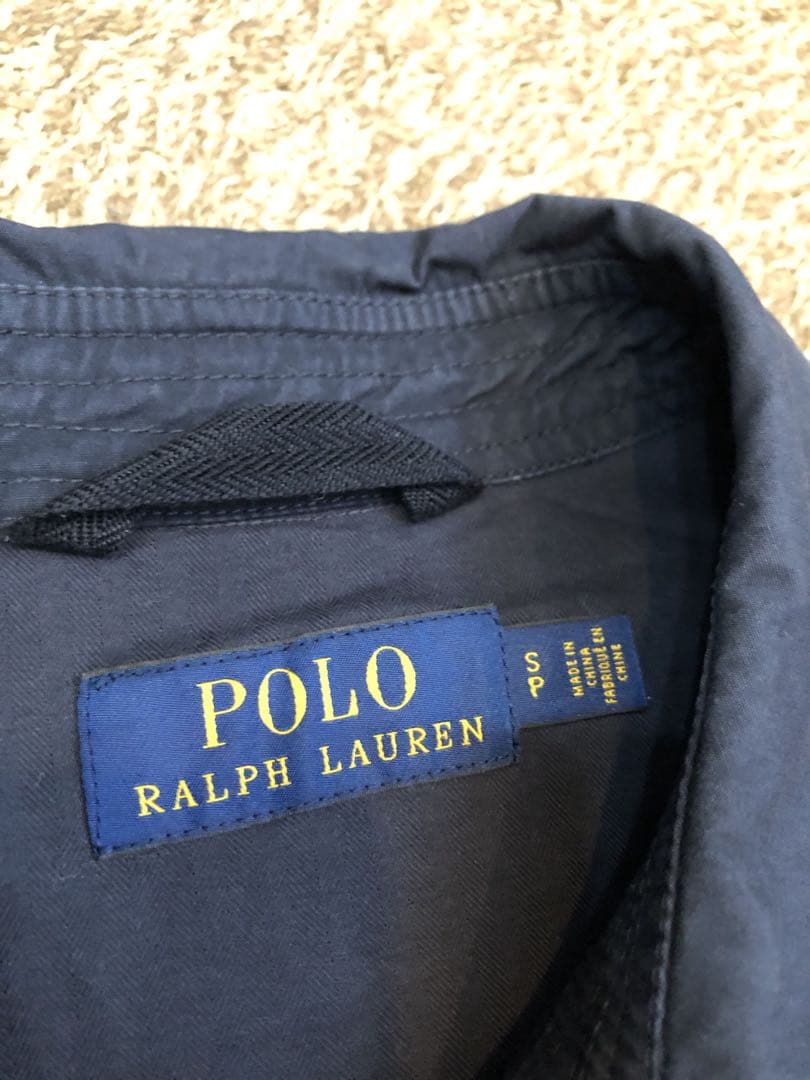 POLO
RALPH LAUREN
S
P
MADE IN
CHINA
FABRIQUÉ EN
CHINE